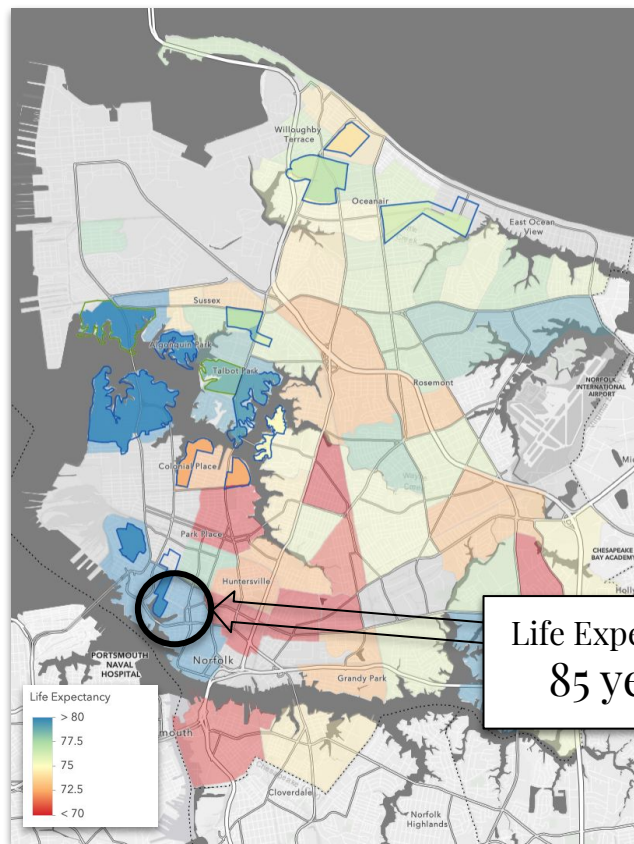 Willoughby
Terrace
Oceanair
East Ocean
View
Sussex
Algonquin Park
Talbot Park
Rosemont
NORFOLK
INTERNATIONAL
AIRPORT
Colonial Place
Park Place
CHESAPEAKE
BAY ACADEMY
Huntersville
Holly
Life Expe
85 ye
PORTSMOUTH
NAVAL
HOSPITAL
Norfolk
Grandy Park
Life Expectancy
> 80
77.5
75
72.5
< 70
mouth
Cloverdale
Norfolk
Highlands